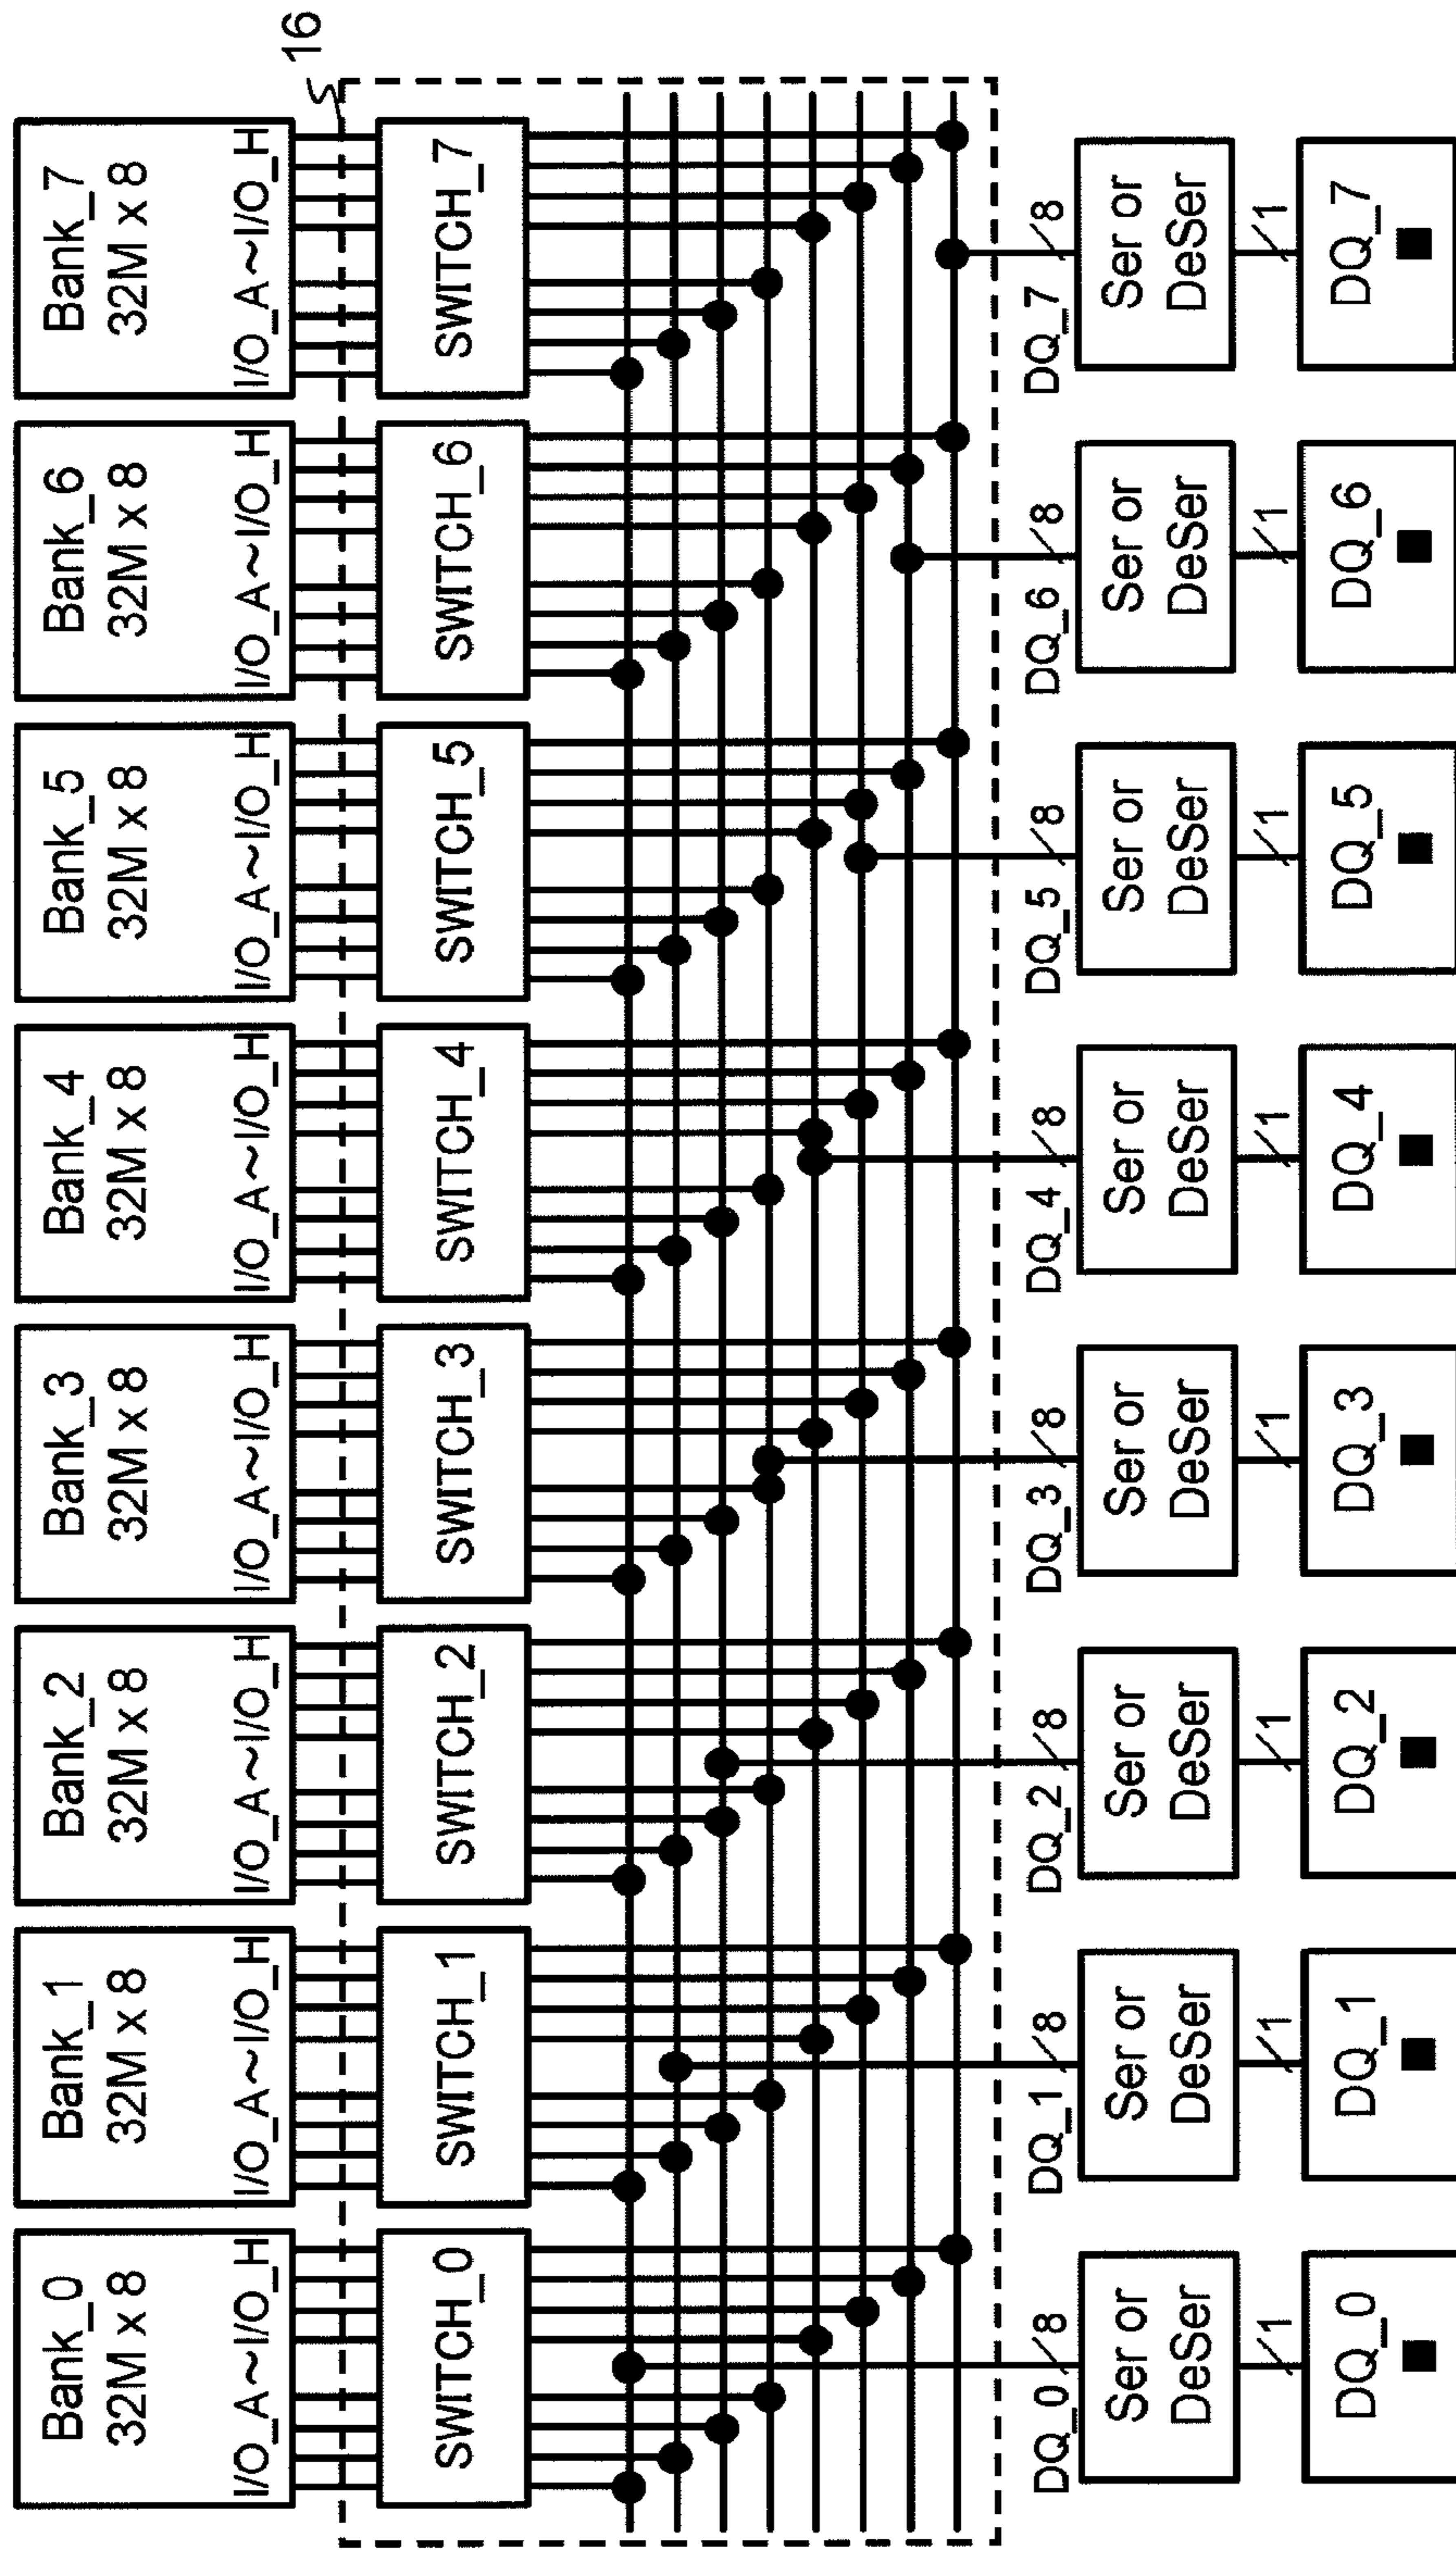 16
Bank_0
32M x 8
I/O_A~I/O_H
Bank_1
32M x 8
I/O_A~I/O_H
Bank_2
32M x 8
I/O_A~I/O_H
Bank_3
32M x 8
I/O_A~I/O_H
Bank_4
32M x 8
I/O_A~I/O_H
Bank_5
32M x 8
I/O_A~I/O_H
Bank_6
32M x 8
I/O_A~I/O_H
Bank_7
32M x 8
I/O_A~I/O_H
SWITCH_0
SWITCH_1
SWITCH_2
SWITCH_3
SWITCH_4
SWITCH_5
SWITCH_6
SWITCH_7
DQ_0
8
DQ_1
8
DQ_2
8
DQ_3
8
DQ_4
8
DQ_5
8
DQ_6
8
DQ_7
8
Ser or
DeSer
Ser or
DeSer
Ser or
DeSer
Ser or
DeSer
Ser or
DeSer
Ser or
DeSer
Ser or
DeSer
Ser or
DeSer
1
1
1
1
1
1
1
1
DQ_0
DQ_1
DQ_2
DQ_3
DQ_4
DQ_5
DQ_6
DQ_7